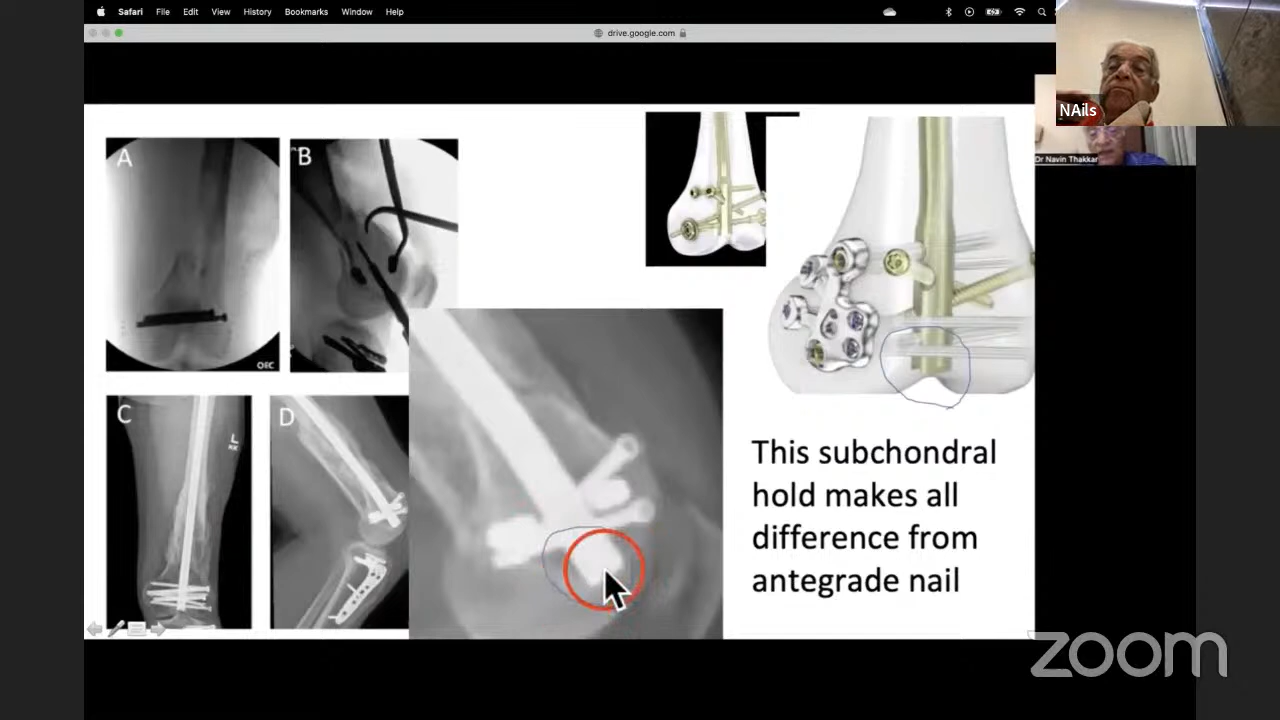 Safari File Edit View History Bookmarks Window Help
drive.google.com
NAils
Dr Navin Thakkar
A
B
OEC
C
L
D
This subchondral
hold makes all
difference from
antegrade nail
zoom